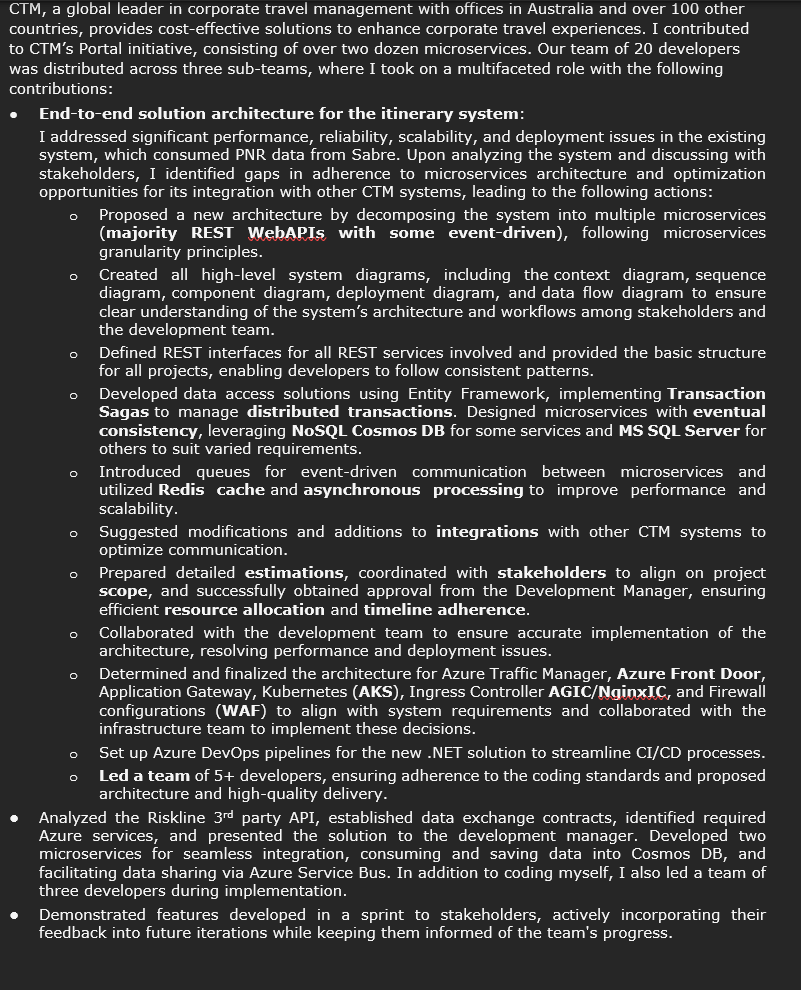 CTM, a global leader in corporate travel management with offices in Australia and over 100 other
countries, provides cost-effective solutions to enhance corporate travel experiences. I contributed
to CTM’s Portal initiative, consisting of over two dozen microservices. Our team of 20 developers
was distributed across three sub-teams, where I took on a multifaceted role with the following
contributions:
• End-to-end solution architecture for the itinerary system:
I addressed significant performance, reliability, scalability, and deployment issues in the existing
system, which consumed PNR data from Sabre. Upon analyzing the system and discussing with
stakeholders, I identified gaps in adherence to microservices architecture and optimization
opportunities for its integration with other CTM systems, leading to the following actions:
o Proposed a new architecture by decomposing the system into multiple microservices
(majority REST WebAPIs with some event-driven), following microservices
granularity principles.
o Created all high-level system diagrams, including the context diagram, sequence
diagram, component diagram, deployment diagram, and data flow diagram to ensure
clear understanding of the system’s architecture and workflows among stakeholders and
the development team.
o Defined REST interfaces for all REST services involved and provided the basic structure
for all projects, enabling developers to follow consistent patterns.
o Developed data access solutions using Entity Framework, implementing Transaction
Sagas to manage distributed transactions. Designed microservices with eventual
consistency, leveraging NoSQL Cosmos DB for some services and MS SQL Server for
others to suit varied requirements.
o Introduced queues for event-driven communication between microservices and
utilized Redis cache and asynchronous processing to improve performance and
scalability.
o Suggested modifications and additions to integrations with other CTM systems to
optimize communication.
o Prepared detailed estimations, coordinated with stakeholders to align on project
scope, and successfully obtained approval from the Development Manager, ensuring
efficient resource allocation and timeline adherence.
o Collaborated with the development team to ensure accurate implementation of the
architecture, resolving performance and deployment issues.
o Determined and finalized the architecture for Azure Traffic Manager, Azure Front Door,
Application Gateway, Kubernetes (AKS), Ingress Controller AGIC/NginxIC, and Firewall
configurations (WAF) to align with system requirements and collaborated with the
infrastructure team to implement these decisions.
o Set up Azure DevOps pipelines for the new .NET solution to streamline CI/CD processes.
o Led a team of 5+ developers, ensuring adherence to the coding standards and proposed
architecture and high-quality delivery.
• Analyzed the Riskline 3rd party API, established data exchange contracts, identified required
Azure services, and presented the solution to the development manager. Developed two
microservices for seamless integration, consuming and saving data into Cosmos DB, and
facilitating data sharing via Azure Service Bus. In addition to coding myself, I also led a team of
three developers during implementation.
• Demonstrated features developed in a sprint to stakeholders, actively incorporating their
feedback into future iterations while keeping them informed of the team's progress.